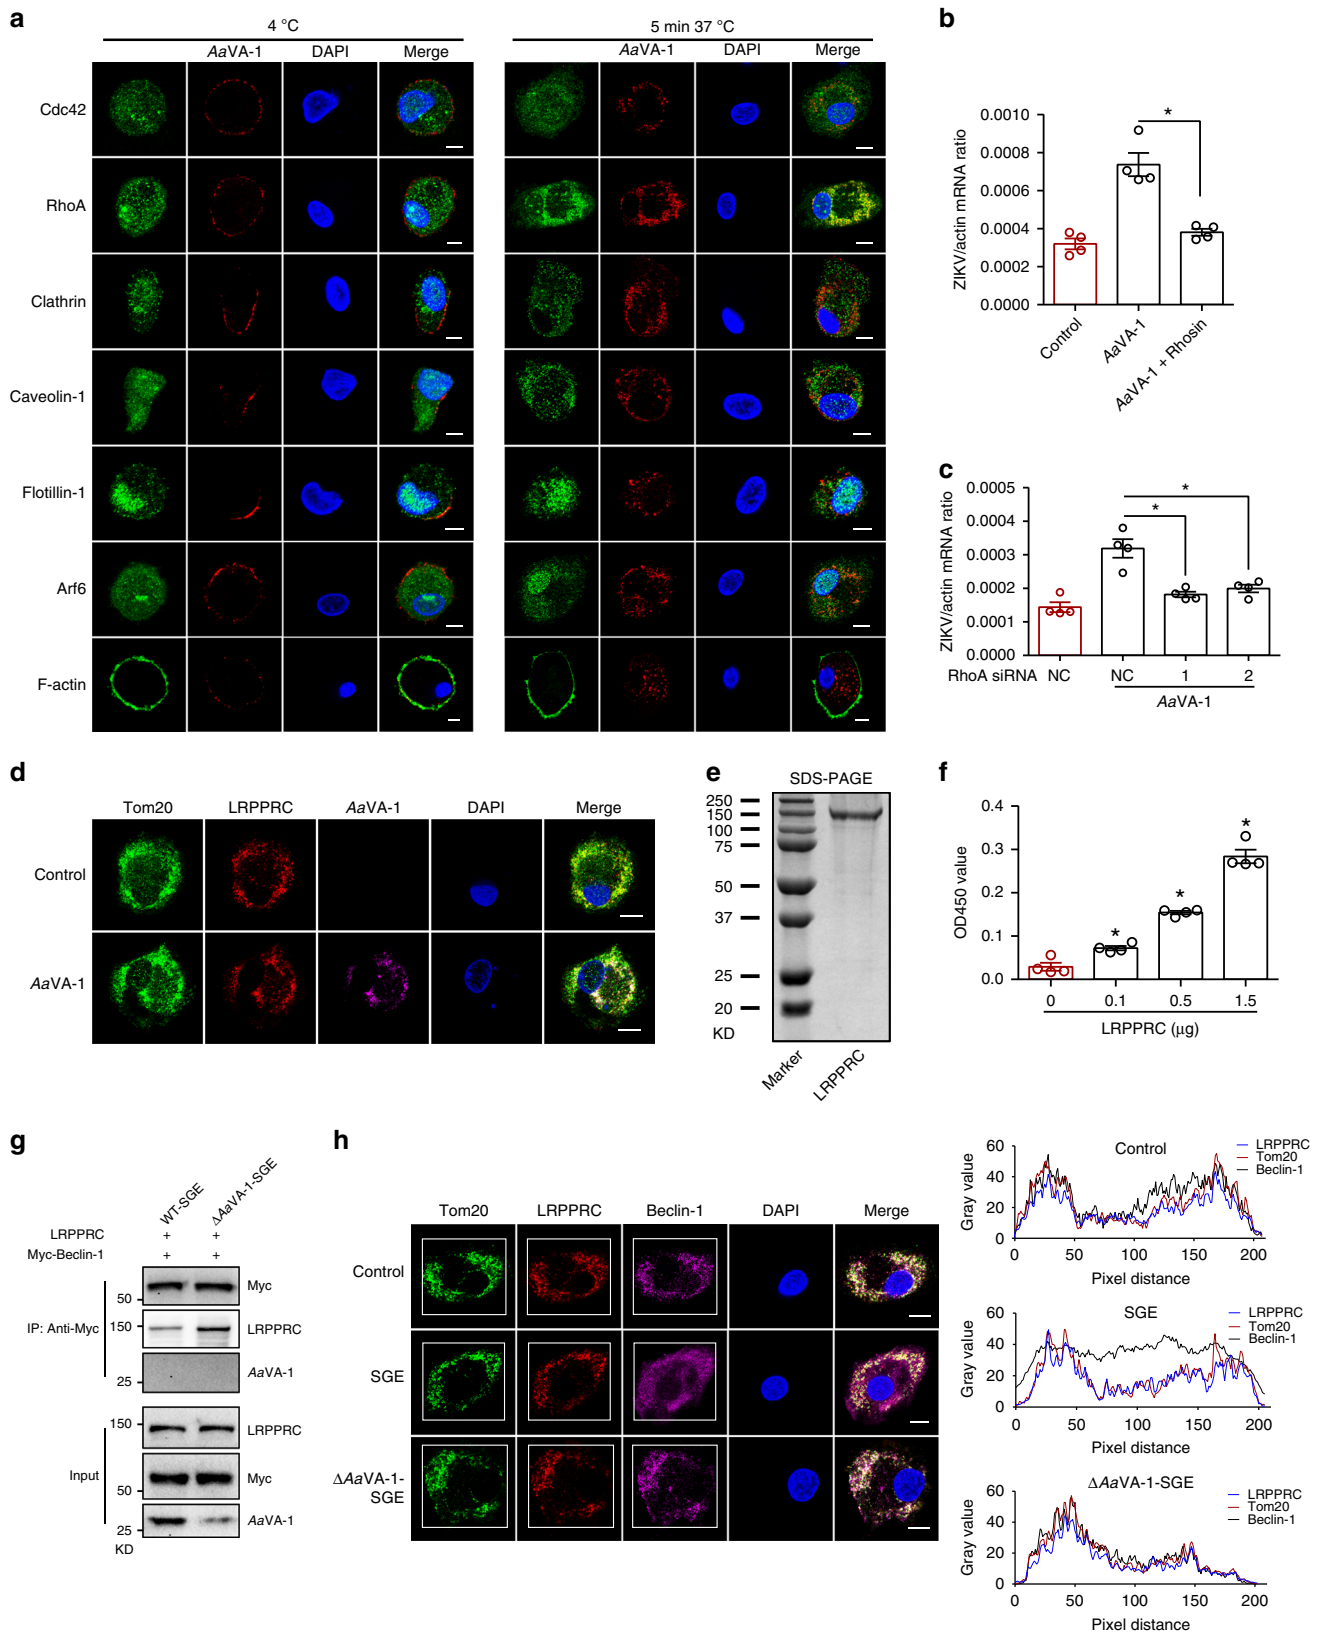 a
4 °C
5 min 37 °C
AaVA-1 DAPI Merge
AaVA-1 DAPI Merge
Cdc42
RhoA
Clathrin
Caveolin-1
Flotillin-1
Arf6
F-actin
b
ZIKV/actin mRNA ratio
0.0010
0.0008
0.0006
0.0004
0.0002
0.0000
*
Control
AaVA-1
AaVA-1 + Rhosin
c
ZIKV/actin mRNA ratio
0.0005
0.0004
0.0003
0.0002
0.0001
0.0000
*
*
RhoA siRNA NC NC 1 2
AaVA-1
d
Tom20 LRPPRC AaVA-1 DAPI Merge
Control
AaVA-1
e
SDS-PAGE
250
150
100
75
50
37
25
20
KD
Marker
LRPPRC
f
OD450 value
0.4
0.3
0.2
0.1
0.0
*
*
*
0 0.1 0.5 1.5
LRPPRC (µg)
g
WT-SGE
ΔAaVA-1-SGE
LRPPRC + +
Myc-Beclin-1 + +
IP: Anti-Myc
50
Myc
150
LRPPRC
25
AaVA-1
Input
150
LRPPRC
50
Myc
25
AaVA-1
KD
h
Tom20 LRPPRC Beclin-1 DAPI Merge
Control
SGE
ΔAaVA-1-
SGE
Control
LRPPRC
Tom20
Beclin-1
Gray value
60
40
20
0
0 50 100 150 200
Pixel distance
SGE
LRPPRC
Tom20
Beclin-1
Gray value
60
40
20
0
0 50 100 150 200
Pixel distance
ΔAaVA-1-SGE
LRPPRC
Tom20
Beclin-1
Gray value
60
40
20
0
0 50 100 150 200
Pixel distance